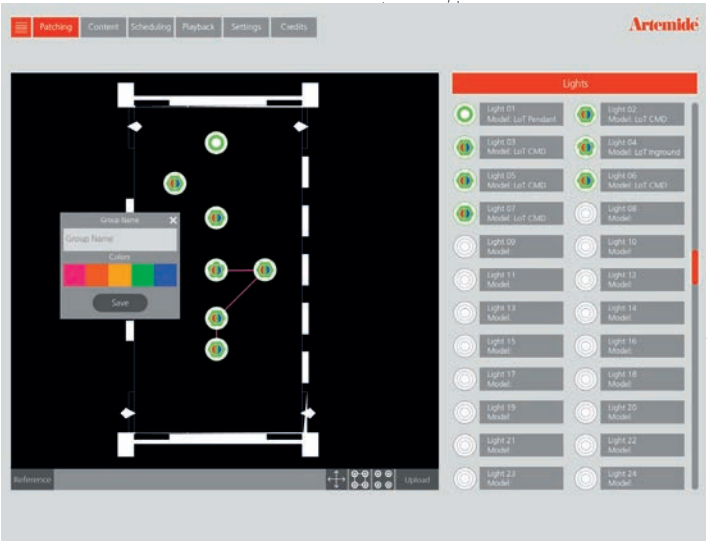 Patching Content Scheduling Playback Settings Credits
Artemide
Lights
Light 01
Model: LoT Pendant
Light 02
Model: LoT CMD
Light 03
Model: LoT CMD
Light 04
Model: LoT Inground
Light 05
Model: LoT CMD
Light 06
Model: LoT CMD
Light 07
Model: LoT CMD
Light 08
Model:
Light 09
Model:
Light 10
Model:
Light 11
Model:
Light 12
Model:
Light 13
Model:
Light 14
Model:
Light 15
Model:
Light 16
Model:
Light 17
Model:
Light 18
Model:
Light 19
Model:
Light 20
Model:
Light 21
Model:
Light 22
Model:
Light 23
Model:
Light 24
Model:
Group Name
Group Name
Colors
Save
Reference
Upload